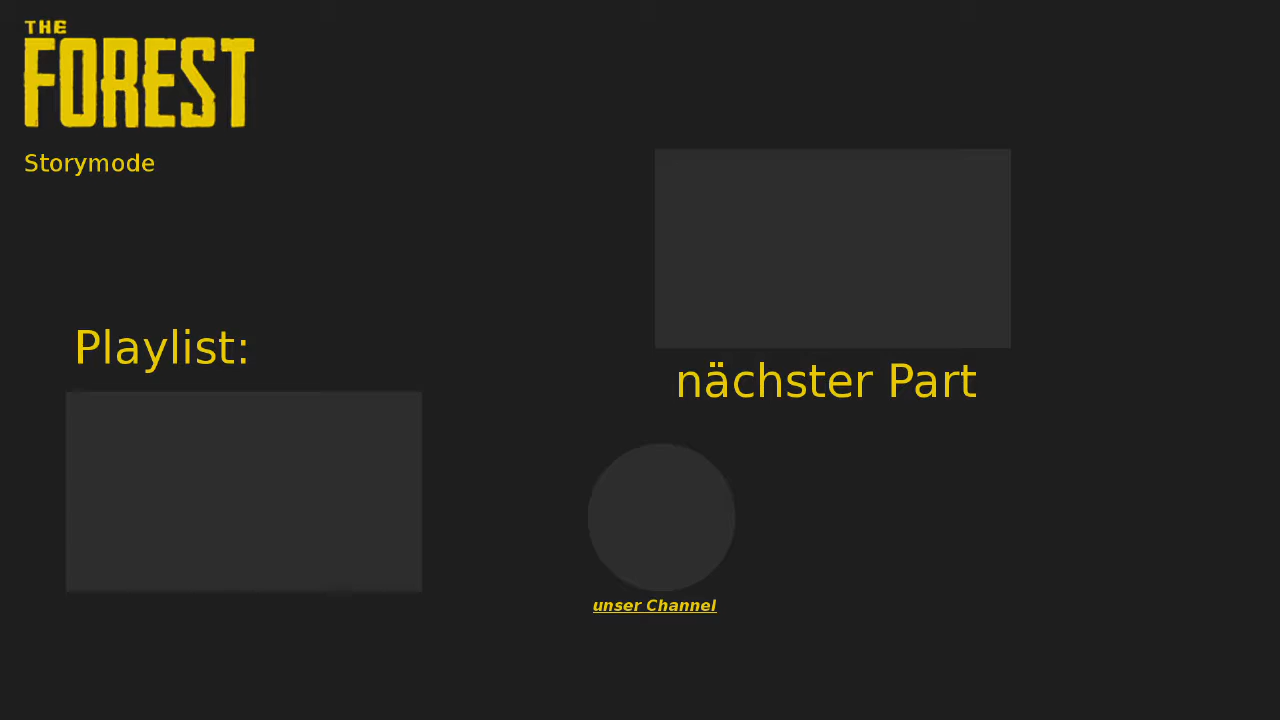 THE
FOREST
Storymode
Playlist:
nächster Part
unser Channel